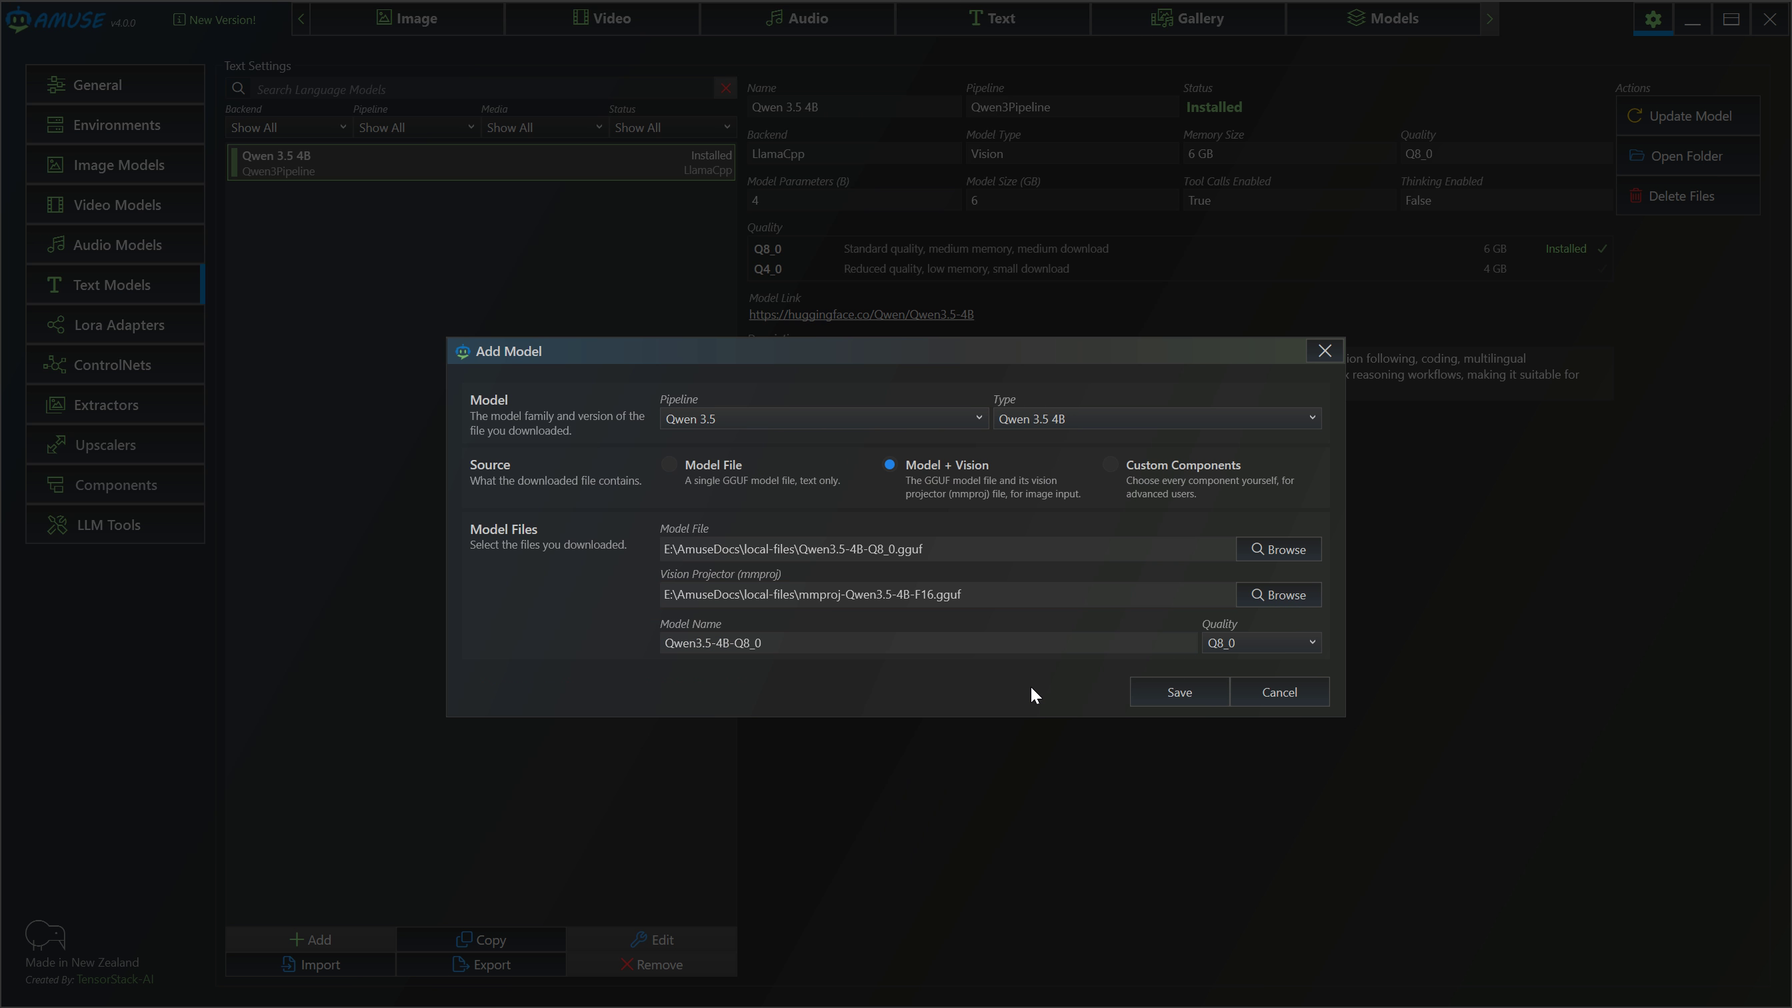 AMUSE v4.0.0
New Version!
Image
Video
Audio
Text
Gallery
Models
General
Environments
Image Models
Video Models
Audio Models
Text Models
Lora Adapters
ControlNets
Extractors
Upscalers
Components
LLM Tools
Made in New Zealand
Created By: TensorStack-AI
Text Settings
Search Language Models
Backend Pipeline Media Status
Show All Show All Show All Show All
Qwen 3.5 4B Installed
Qwen3Pipeline LlamaCpp
Add Copy Edit
Import Export Remove
Name Pipeline Status
Qwen 3.5 4B Qwen3Pipeline Installed
Backend Model Type Memory Size Quality
LlamaCpp Vision 6 GB Q8_0
Model Parameters (B) Model Size (GB) Tool Calls Enabled Thinking Enabled
4 6 True False
Quality
Q8_0 Standard quality, medium memory, medium download 6 GB Installed
Q4_0 Reduced quality, low memory, small download 4 GB
Model Link
https://huggingface.co/Qwen/Qwen3.5-4B
following, coding, multilingual
reasoning workflows, making it suitable for
Actions
Update Model
Open Folder
Delete Files
Add Model
Model
The model family and version of the
file you downloaded.
Pipeline Type
Qwen 3.5 Qwen 3.5 4B
Source
What the downloaded file contains.
Model File
A single GGUF model file, text only.
Model + Vision
The GGUF model file and its vision
projector (mmproj) file, for image input.
Custom Components
Choose every component yourself, for
advanced users.
Model Files
Select the files you downloaded.
Model File
E:\AmuseDocs\local-files\Qwen3.5-4B-Q8_0.gguf Browse
Vision Projector (mmproj)
E:\AmuseDocs\local-files\mmproj-Qwen3.5-4B-F16.gguf Browse
Model Name Quality
Qwen3.5-4B-Q8_0 Q8_0
Save Cancel